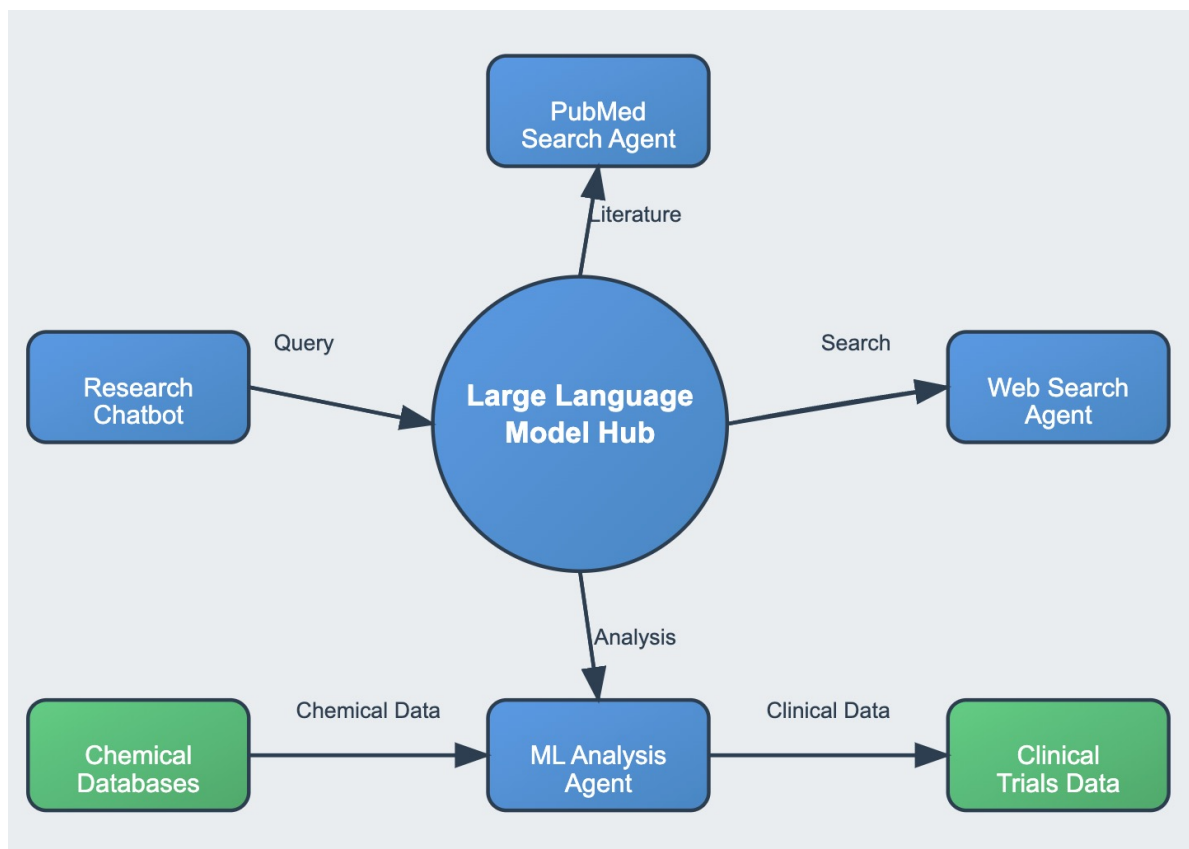 PubMed
Search Agent
Literature
Query
Search
Research
Chatbot
Large Language
Model Hub
Web Search
Agent
Analysis
Chemical Data
Clinical Data
Chemical
Databases
ML Analysis
Agent
Clinical
Trials Data